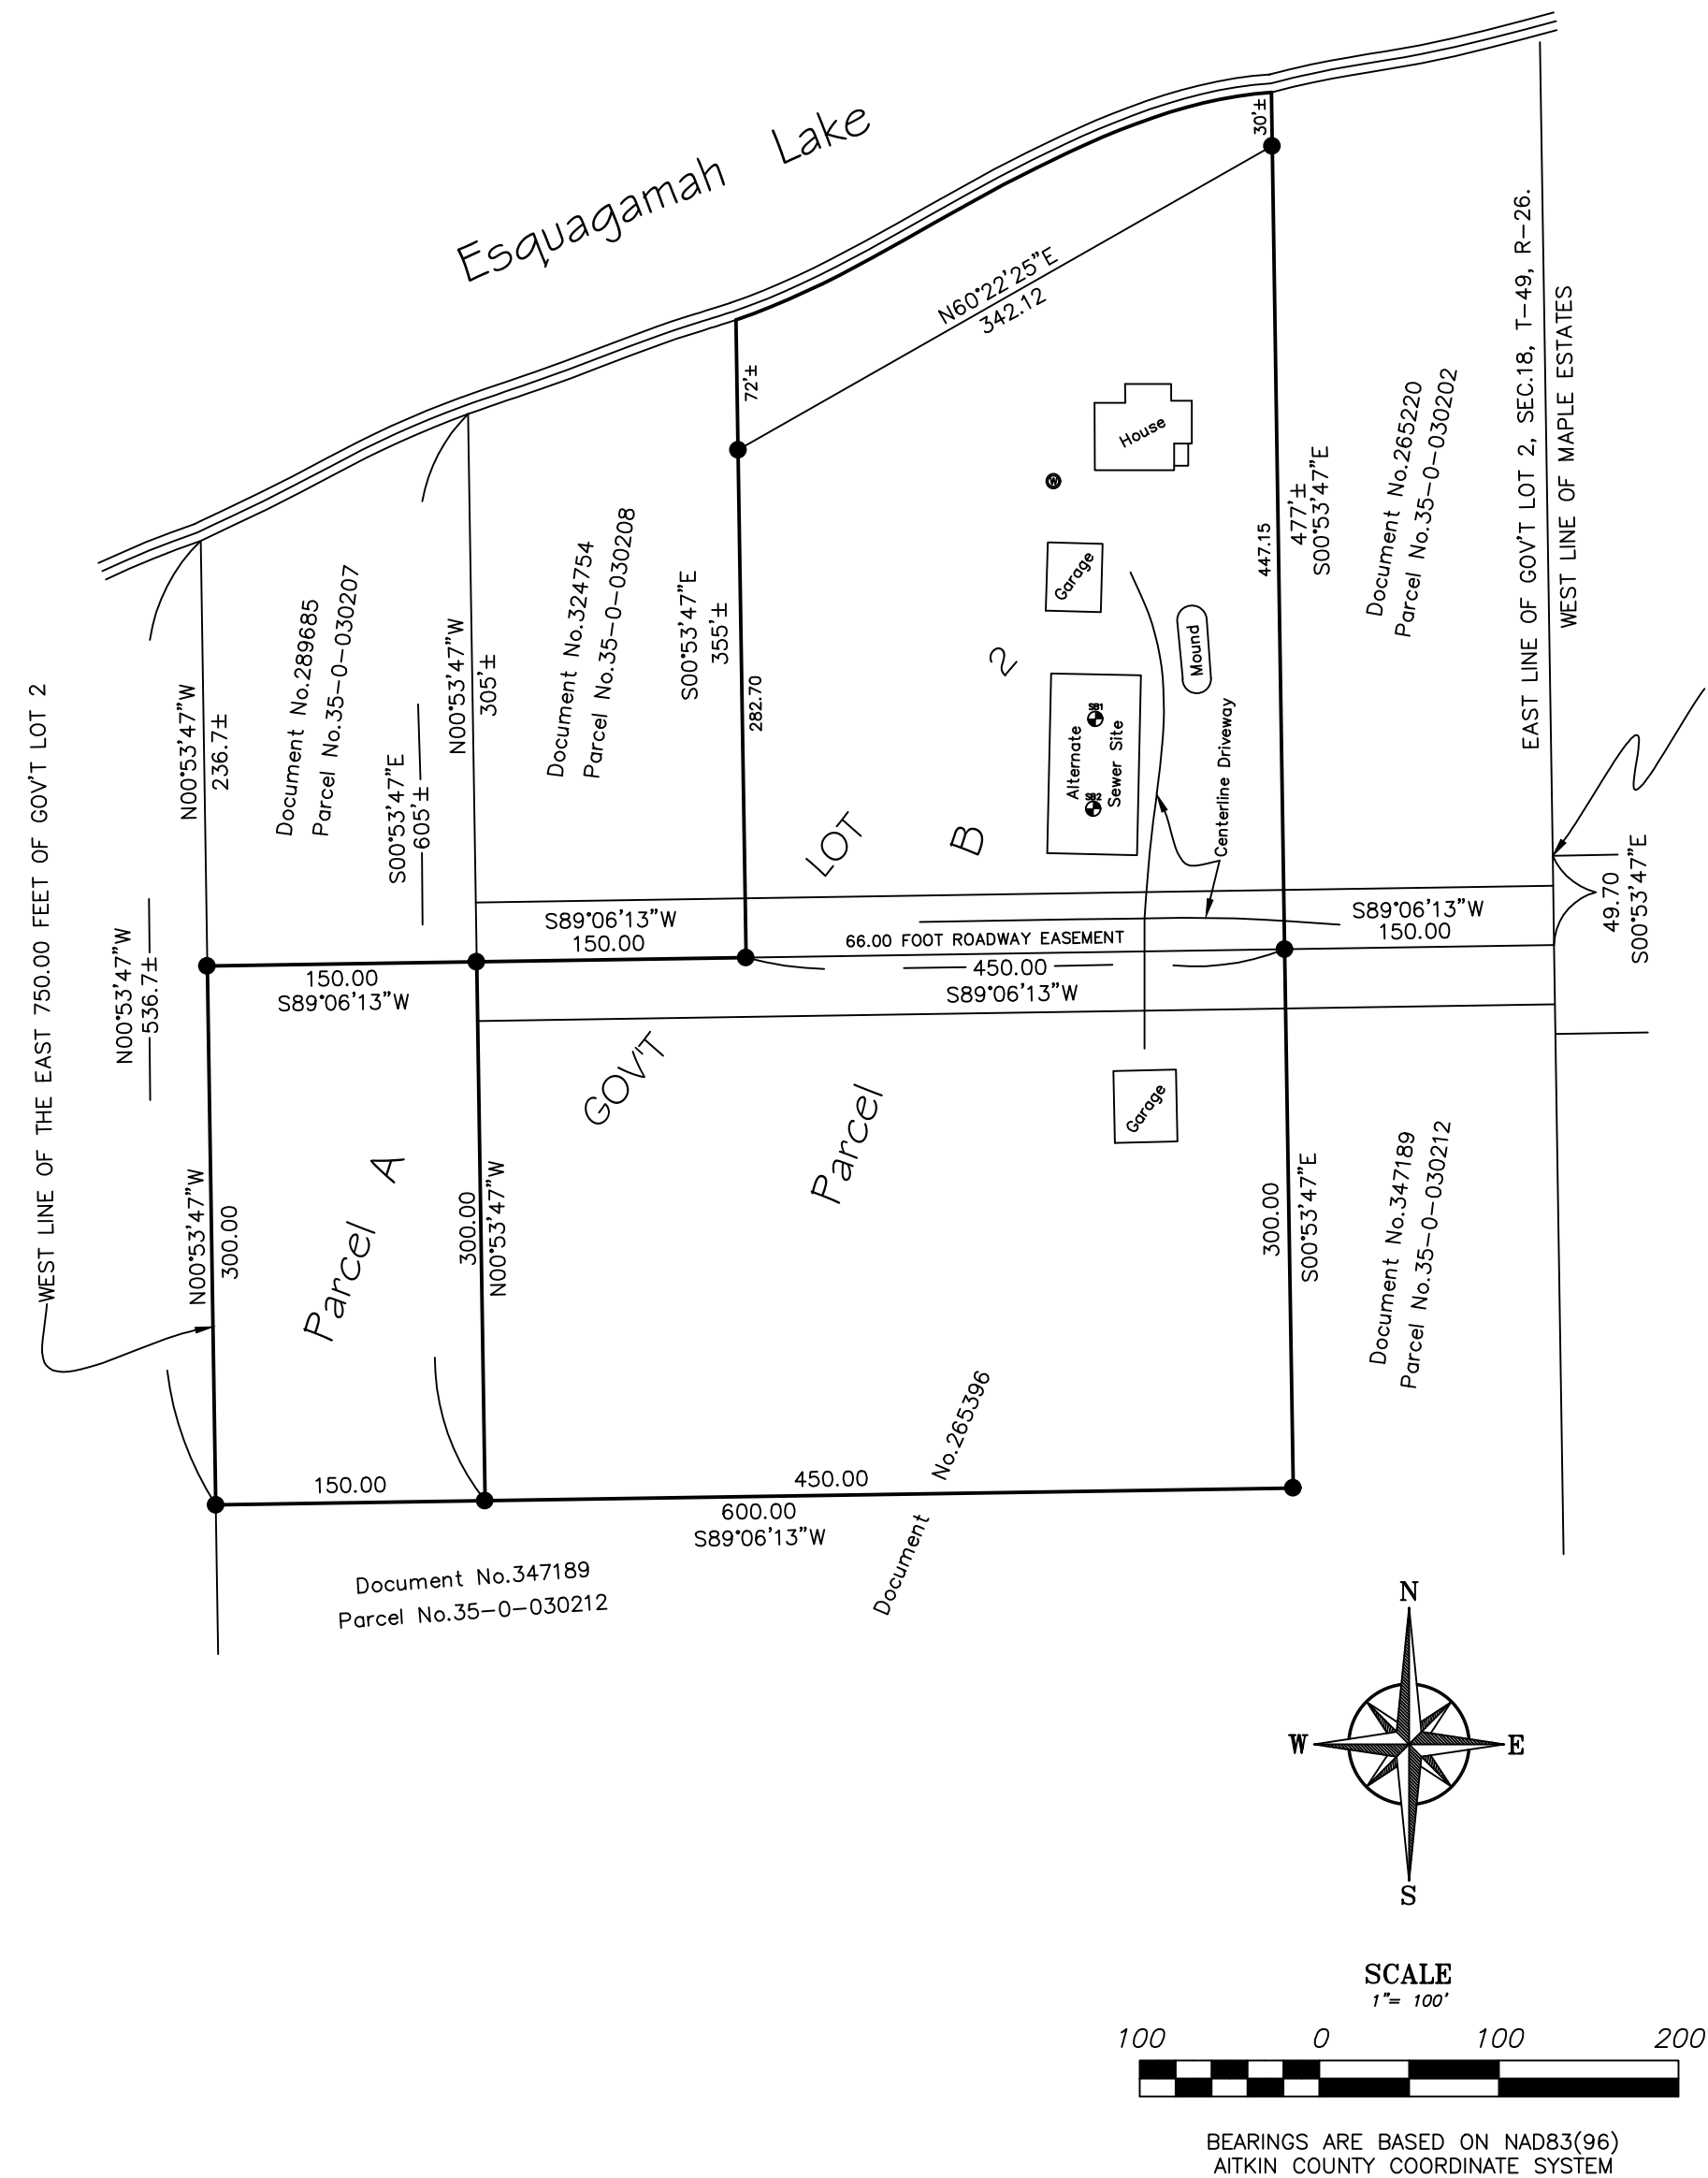 Esquagamah Lake
30'±
N60°22'25"E
342.12
72'±
House
W
Garage
Mound
Alternate
Sewer Site
SB1
SB2
Centerline Driveway
447.15
477'±
S00°53'47"E
Document No.265220
Parcel No.35-0-030202
EAST LINE OF GOV'T LOT 2, SEC.18, T-49, R-26.
WEST LINE OF MAPLE ESTATES
49.70
S00°53'47"E
WEST LINE OF THE EAST 750.00 FEET OF GOV'T LOT 2
N00°53'47"W
236.7±
Document No.289685
Parcel No.35-0-030207
N00°53'47"W
536.7±
S00°53'47"E
605'±
N00°53'47"W
305'±
Document No.324754
Parcel No.35-0-030208
S00°53'47"E
355'±
282.70
GOV'T LOT 2
S89°06'13"W
150.00
66.00 FOOT ROADWAY EASEMENT
450.00
S89°06'13"W
S89°06'13"W
150.00
150.00
S89°06'13"W
N00°53'47"W
300.00
Parcel A
300.00
N00°53'47"W
Parcel B
Garage
300.00
S00°53'47"E
Document No.347189
Parcel No.35-0-030212
Document No.265396
150.00
450.00
600.00
S89°06'13"W
Document No.347189
Parcel No.35-0-030212
N
W
E
S
SCALE
1"= 100'
100 0 100 200
BEARINGS ARE BASED ON NAD83(96)
AITKIN COUNTY COORDINATE SYSTEM